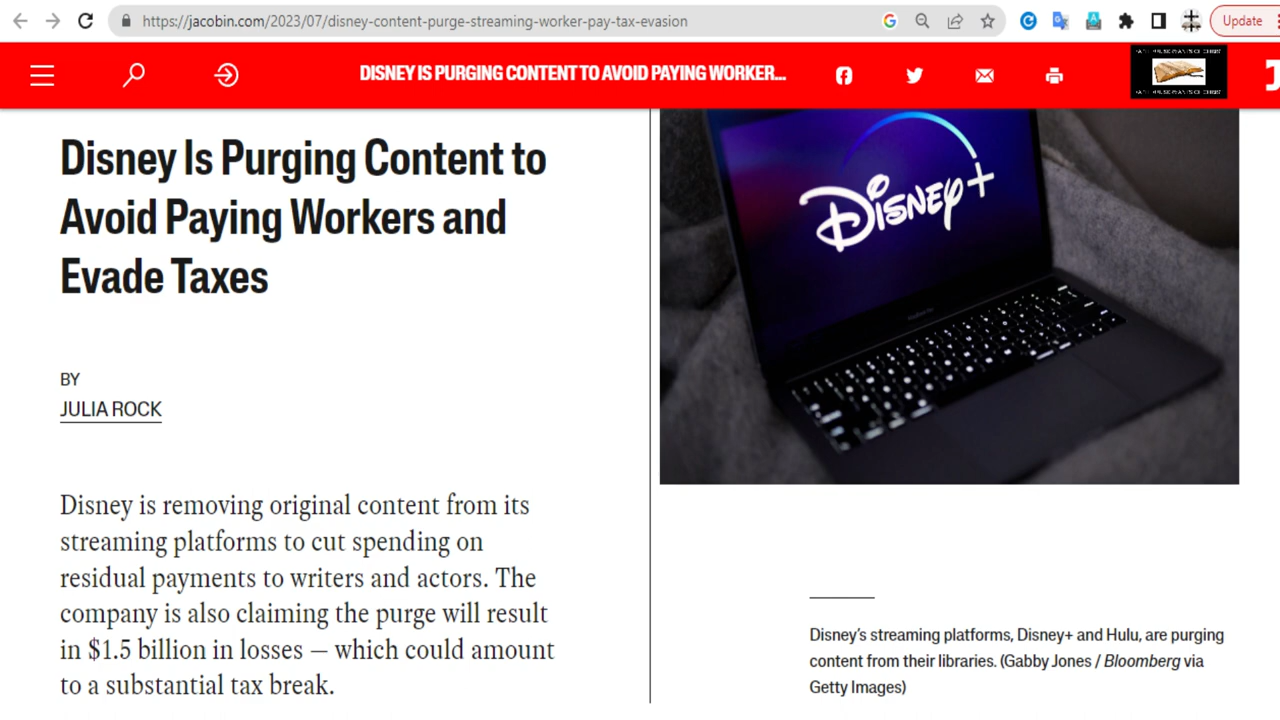 https://jacobin.com/2023/07/disney-content-purge-streaming-worker-pay-tax-evasion
Update
DISNEY IS PURGING CONTENT TO AVOID PAYING WORKER...
Disney Is Purging Content to
Avoid Paying Workers and
Evade Taxes
BY
JULIA ROCK
Disney is removing original content from its
streaming platforms to cut spending on
residual payments to writers and actors. The
company is also claiming the purge will result
in $1.5 billion in losses — which could amount
to a substantial tax break.
Disney+
Disney’s streaming platforms, Disney+ and Hulu, are purging
content from their libraries. (Gabby Jones / Bloomberg via
Getty Images)